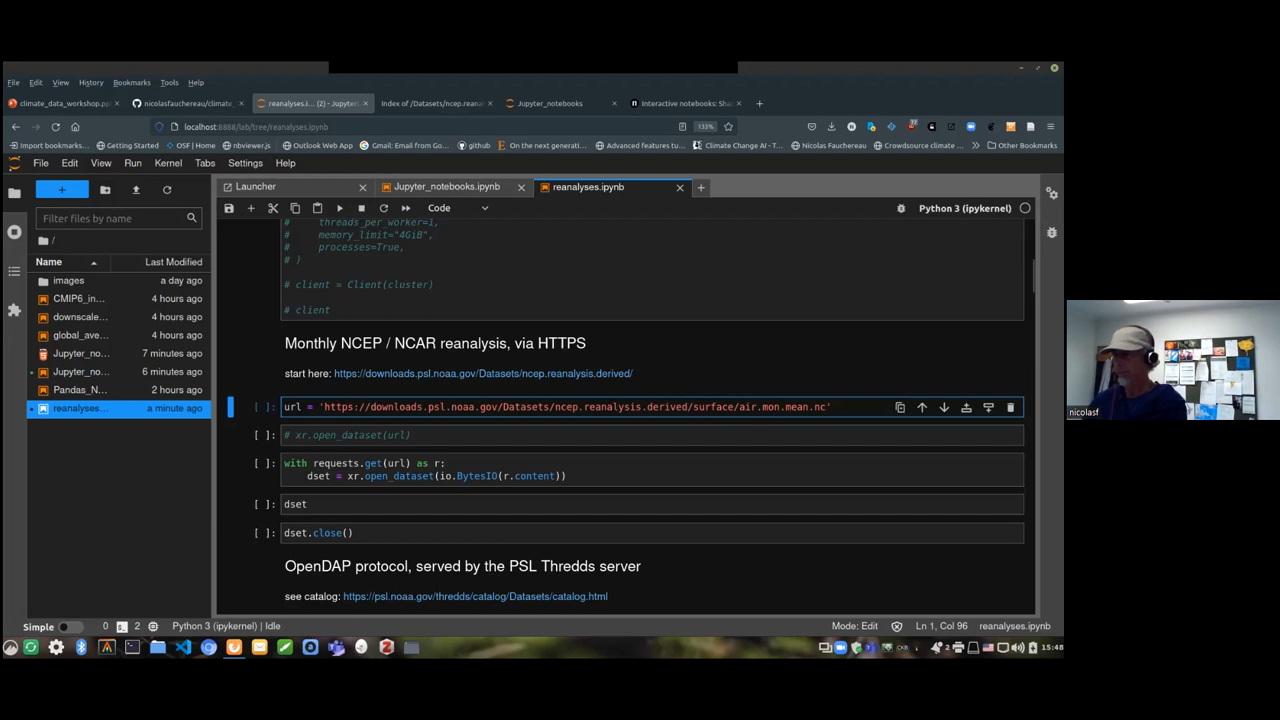 File Edit View History Bookmarks Tools Help
climate_data_workshop.pp
nicolasfauchereau/climate_
reanalyses.i... (2) - Jupyter
Index of /Datasets/ncep.reanal
Jupyter_notebooks
Interactive notebooks: Sha
localhost:8888/lab/tree/reanalyses.ipynb
133%
77
Import bookmarks...
Getting Started
OSF | Home
nbviewer.js
Outlook Web App
Gmail: Email from Go...
github
On the next generation...
Advanced features tu...
Climate Change AI - T...
Nicolas Fauchereau
Crowdsource climate ...
Other Bookmarks
File Edit View Run Kernel Tabs Settings Help
Launcher
Jupyter_notebooks.ipynb
reanalyses.ipynb
Code
Python 3 (ipykernel)
Filter files by name
/
Name Last Modified
images a day ago
CMIP6_in... 4 hours ago
downscale... 4 hours ago
global_ave... 4 hours ago
Jupyter_no... 7 minutes ago
Jupyter_no... 6 minutes ago
Pandas_N... 2 hours ago
reanalyses... a minute ago
# threads_per_worker=1,
# memory_limit="4GiB",
# processes=True,
# )
# client = Client(cluster)
# client
Monthly NCEP / NCAR reanalysis, via HTTPS
start here: https://downloads.psl.noaa.gov/Datasets/ncep.reanalysis.derived/
[ ]: url = 'https://downloads.psl.noaa.gov/Datasets/ncep.reanalysis.derived/surface/air.mon.mean.nc'
[ ]: # xr.open_dataset(url)
[ ]: with requests.get(url) as r:
dset = xr.open_dataset(io.BytesIO(r.content))
[ ]: dset
[ ]: dset.close()
OpenDAP protocol, served by the PSL Thredds server
see catalog: https://psl.noaa.gov/thredds/catalog/Datasets/catalog.html
Simple 0 2 Python 3 (ipykernel) | Idle
Mode: Edit Ln 1, Col 96 reanalyses.ipynb
2 15:48
nicolasf